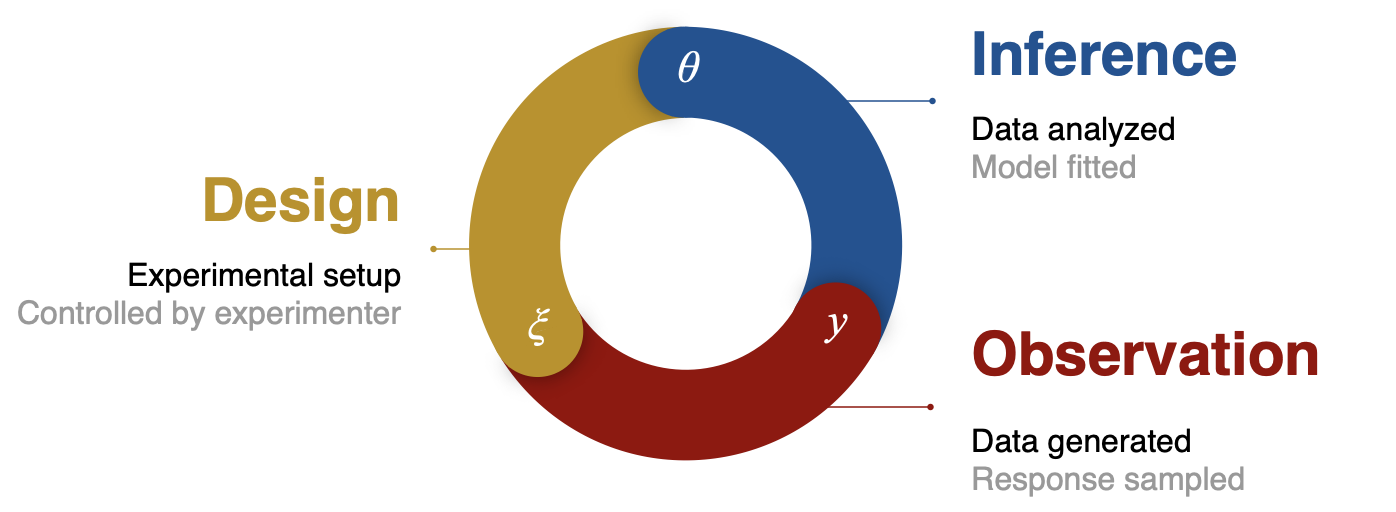 θ
Inference
Data analyzed
Model fitted
Design
Experimental setup
Controlled by experimenter
ξ
y
Observation
Data generated
Response sampled